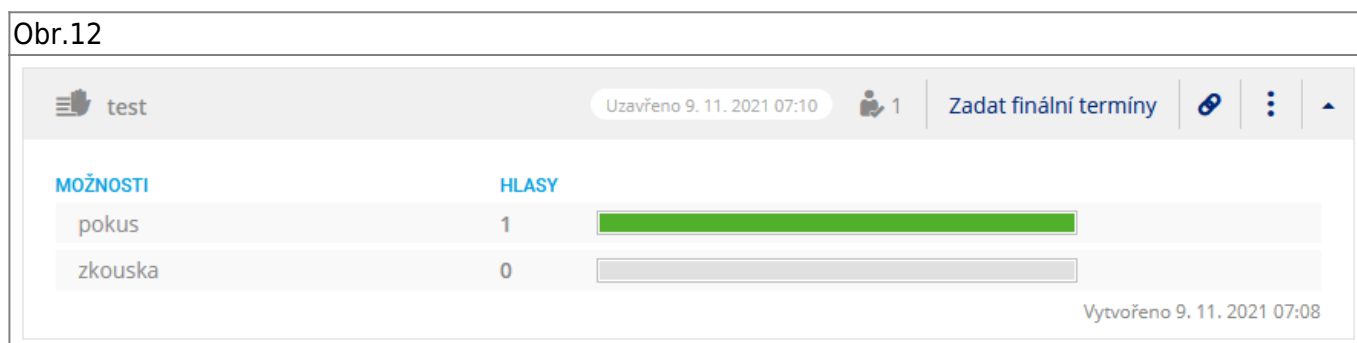 Obr.12
test Uzavřeno 9. 11. 2021 07:10 1 Zadat finální termíny
MOŽNOSTI HLASY
pokus 1
zkouska 0
Vytvořeno 9. 11. 2021 07:08